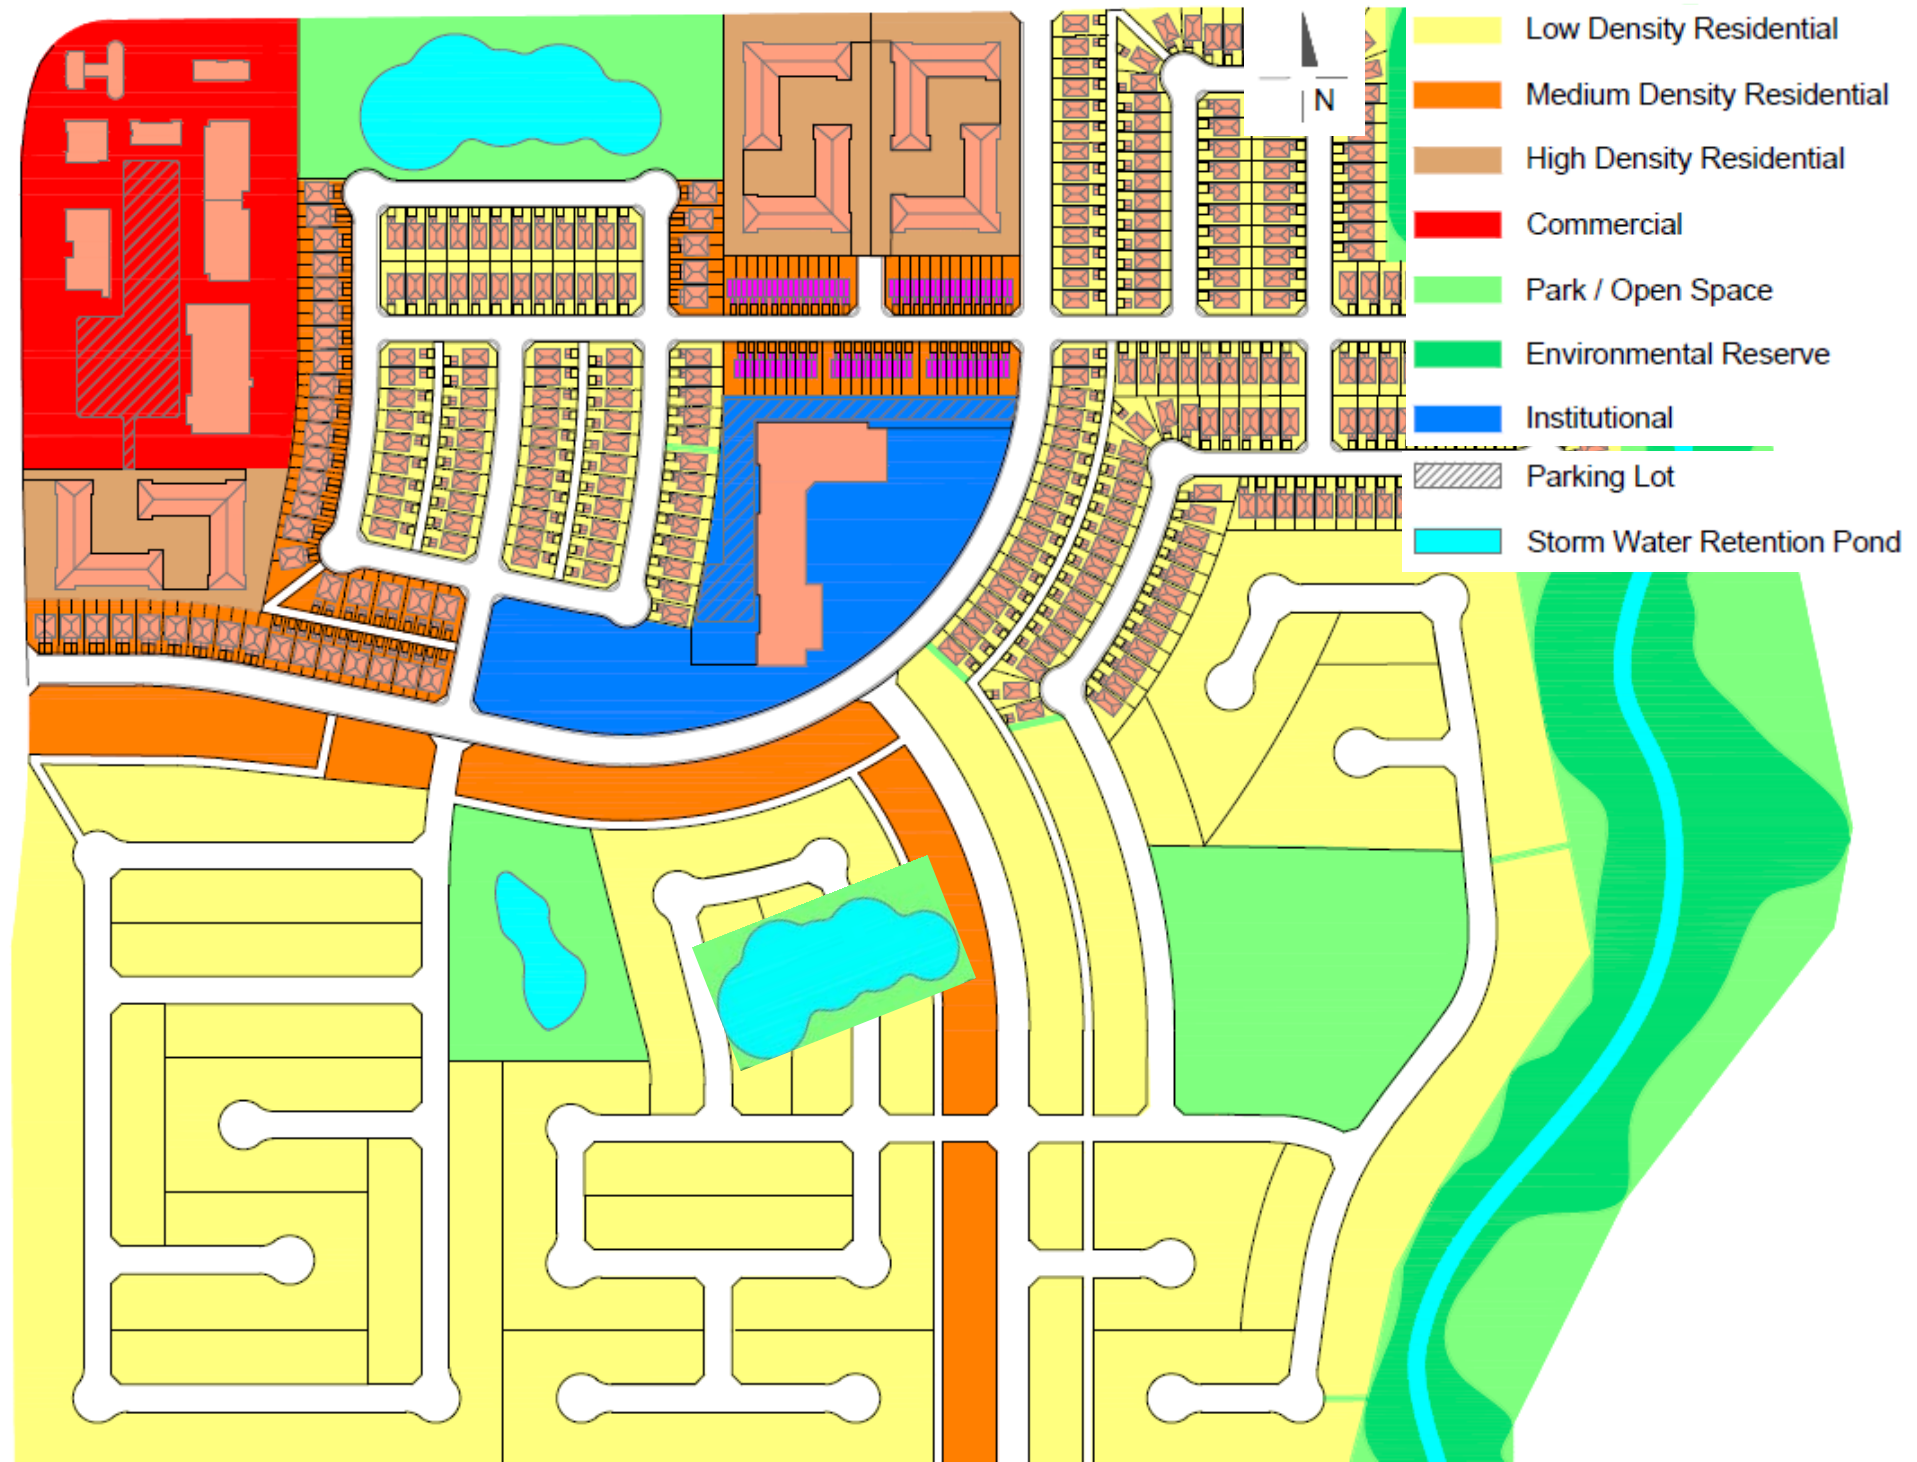 Low Density Residential
Medium Density Residential
N
High Density Residential
Commercial
Park / Open Space
Environmental Reserve
Institutional
Parking Lot
Storm Water Retention Pond